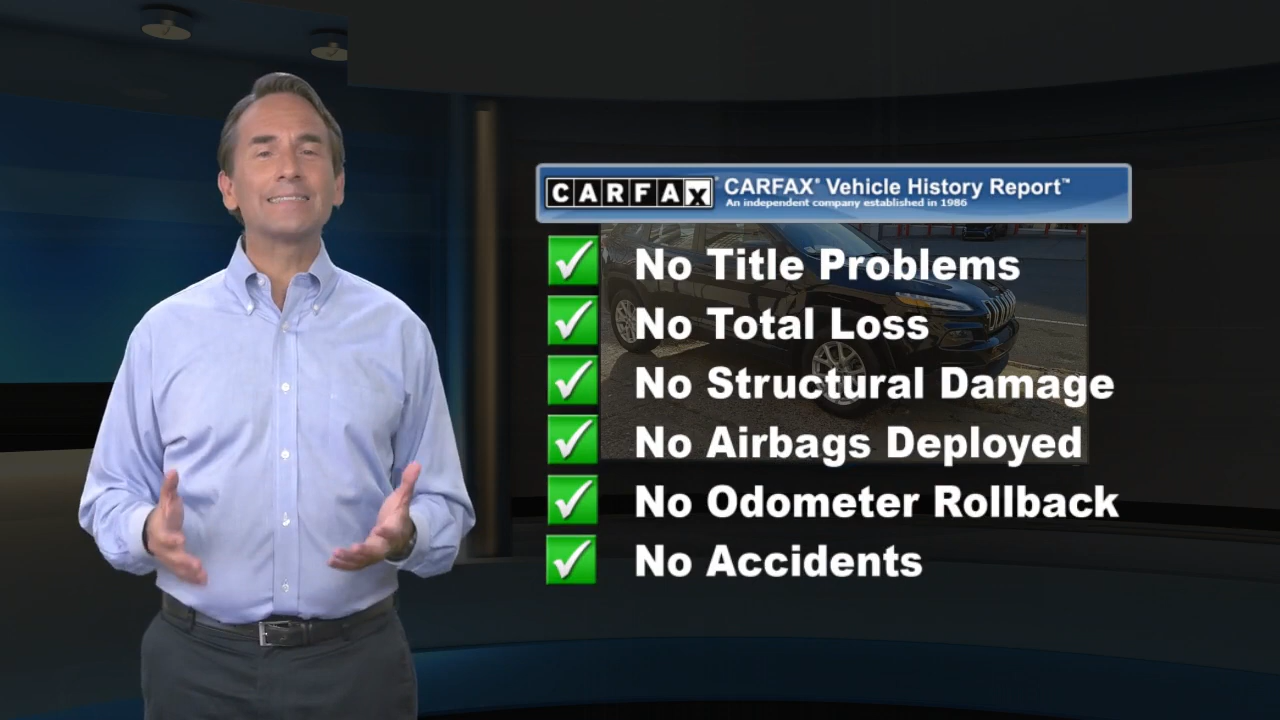 CARFAX® CARFAX® Vehicle History Report™
An independent company established in 1986
No Title Problems
No Total Loss
No Structural Damage
No Airbags Deployed
No Odometer Rollback
No Accidents